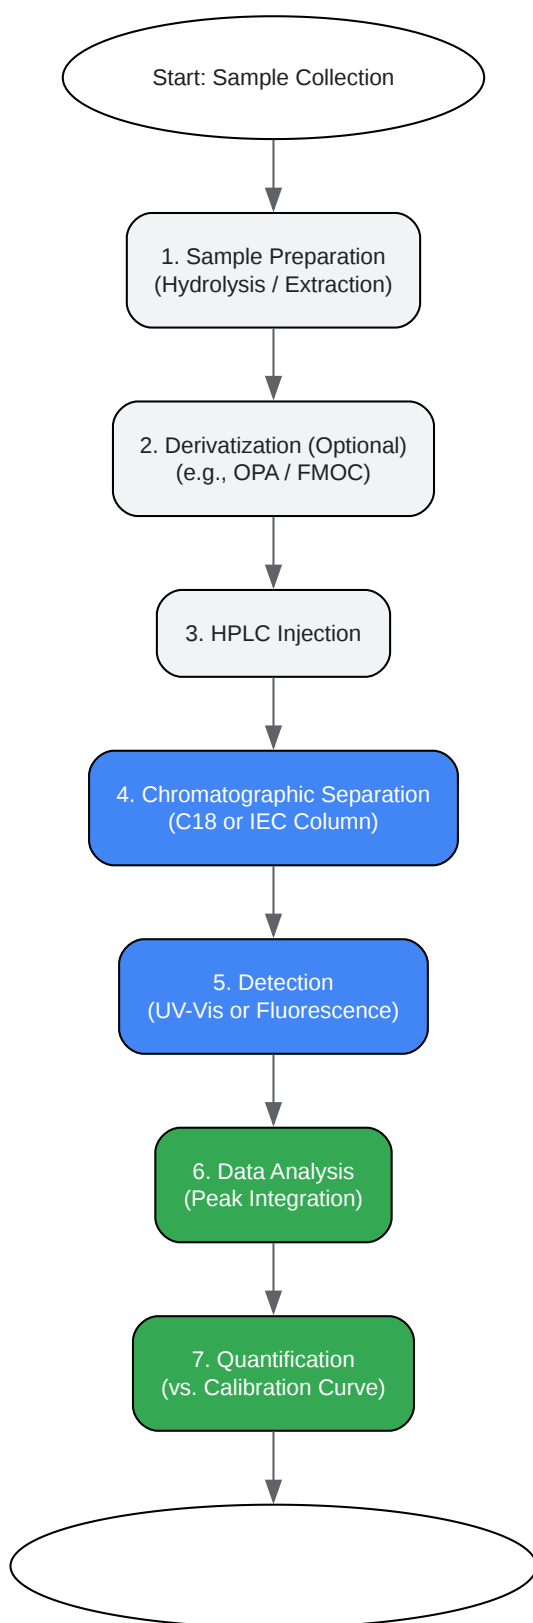 Start: Sample Collection
1. Sample Preparation
(Hydrolysis / Extraction)
2. Derivatization (Optional)
(e.g., OPA / FMOC)
3. HPLC Injection
4. Chromatographic Separation
(C18 or IEC Column)
5. Detection
(UV-Vis or Fluorescence)
6. Data Analysis
(Peak Integration)
7. Quantification
(vs. Calibration Curve)